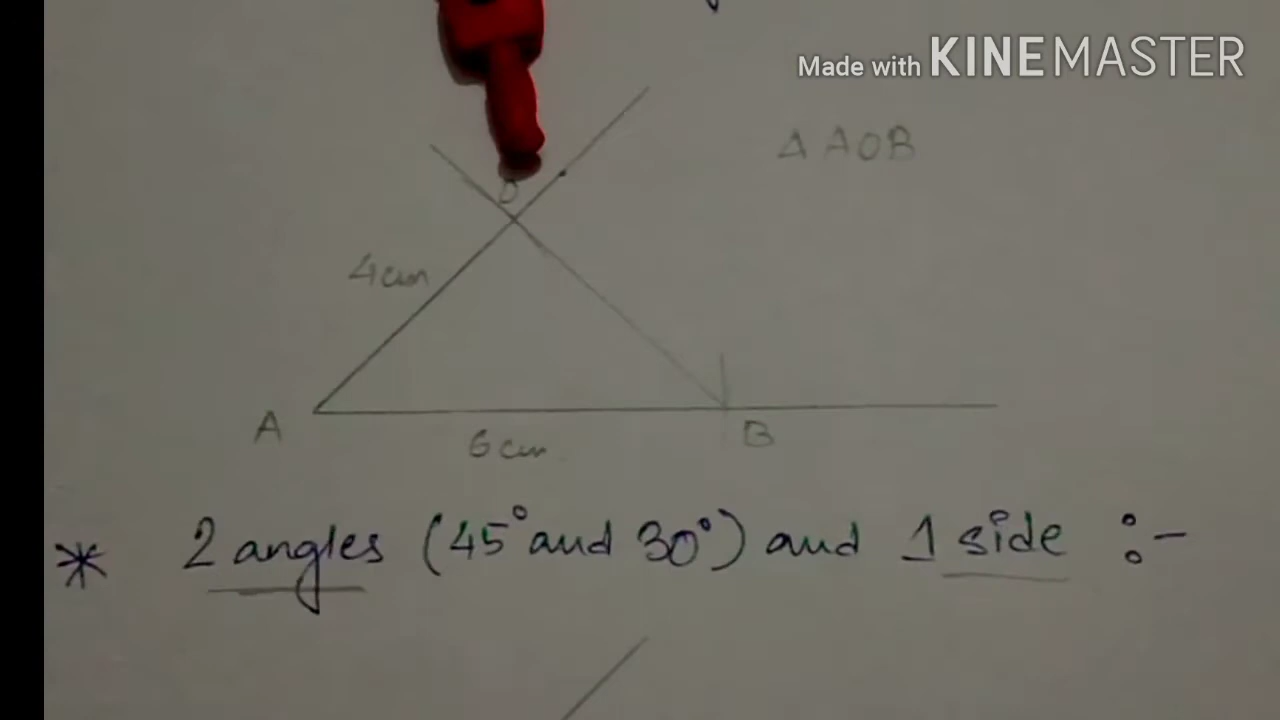 Made with KINEMASTER
Δ AOB
O
4cm
A
B
6cm
* 2 angles (45° and 30°) and 1 side :-